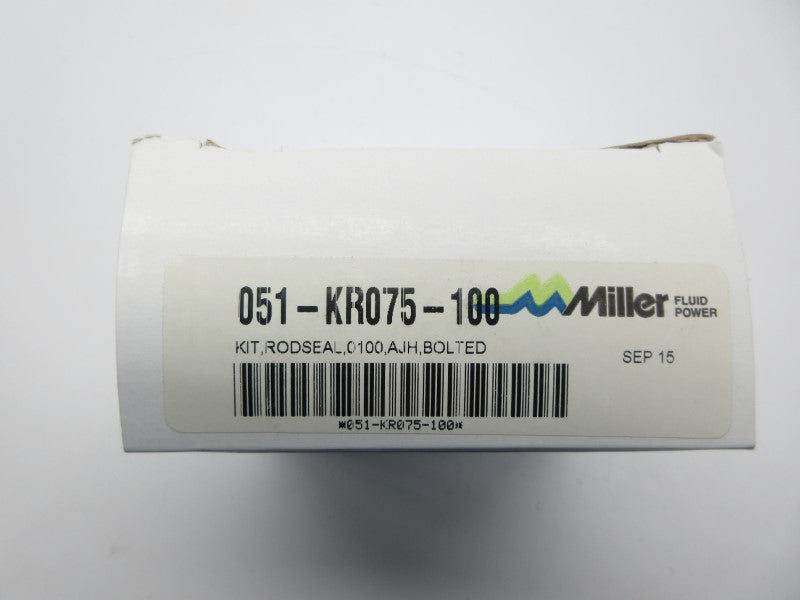 051-KR075-100
Miller FLUID POWER
KIT,RODSEAL,0100,AJH,BOLTED
SEP 15
*051-KR075-100*